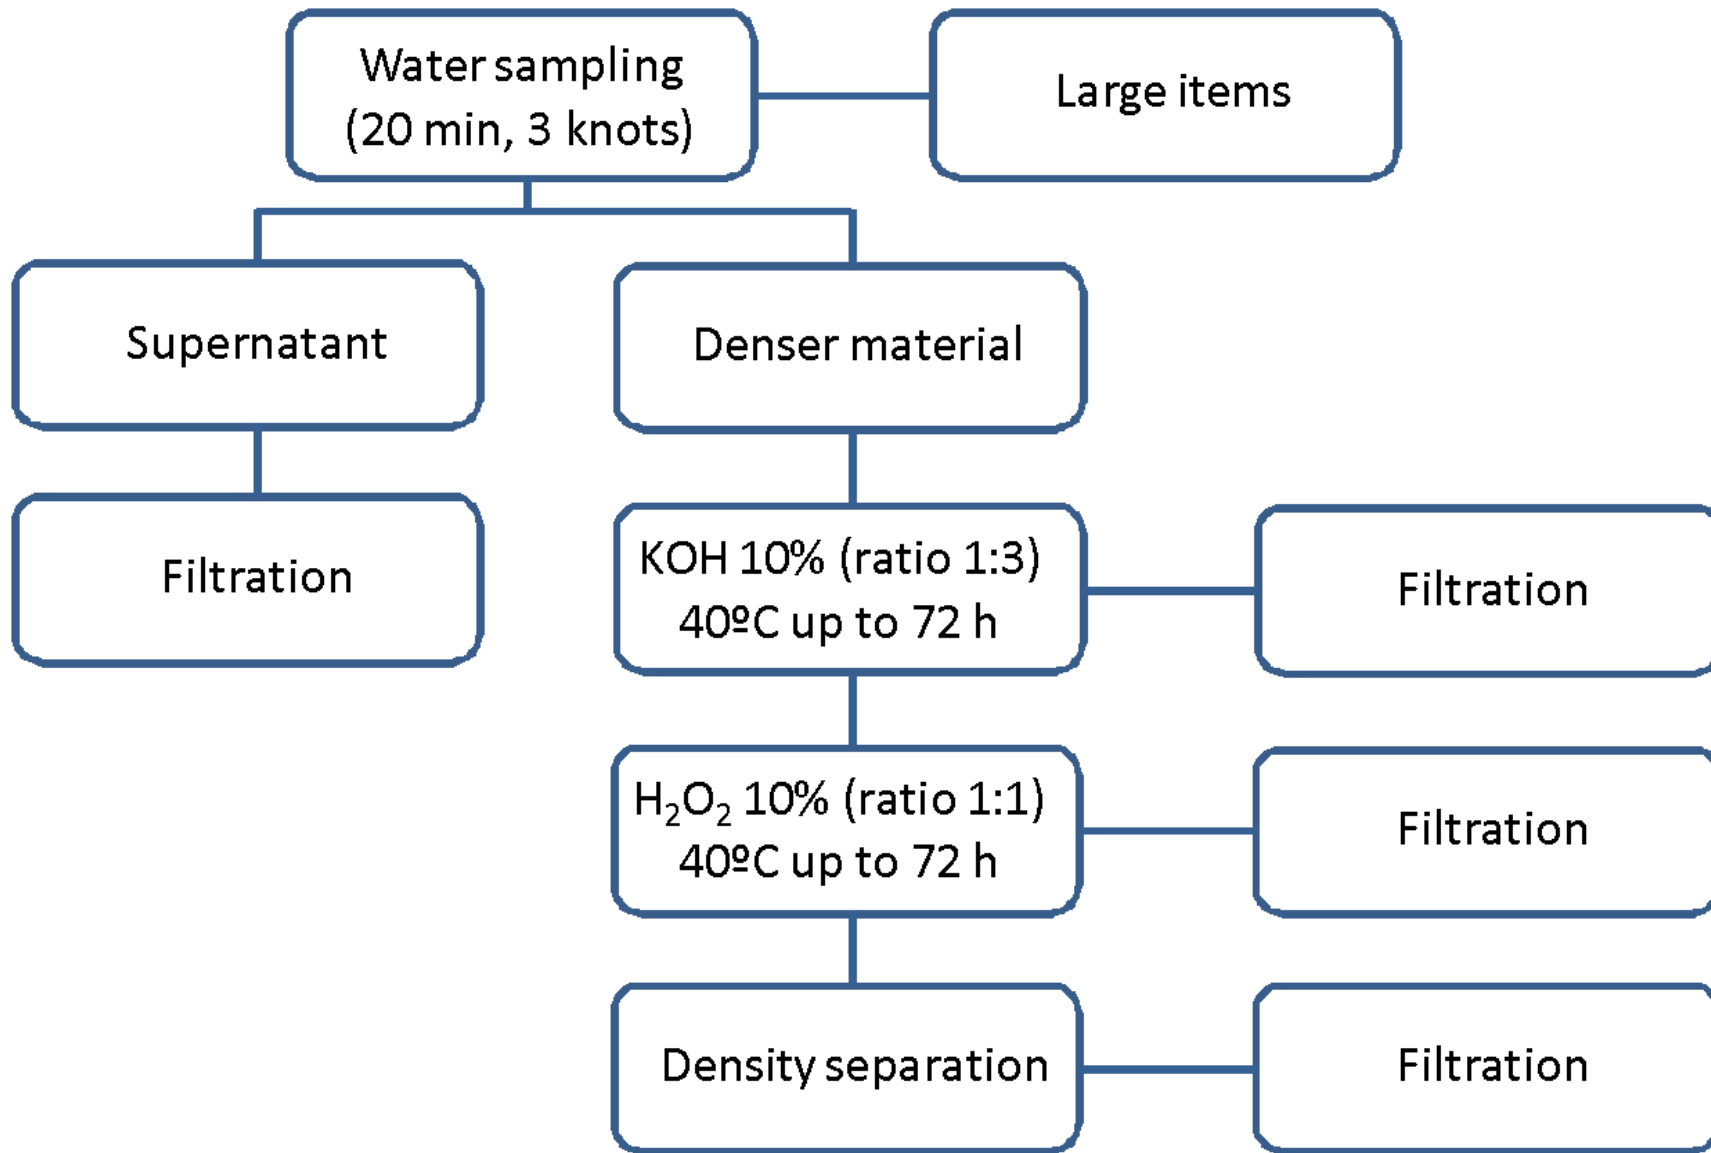 Water sampling
(20 min, 3 knots)
Large items
Supernatant
Denser material
Filtration
KOH 10% (ratio 1:3)
40ºC up to 72 h
Filtration
H₂O₂ 10% (ratio 1:1)
40ºC up to 72 h
Filtration
Density separation
Filtration